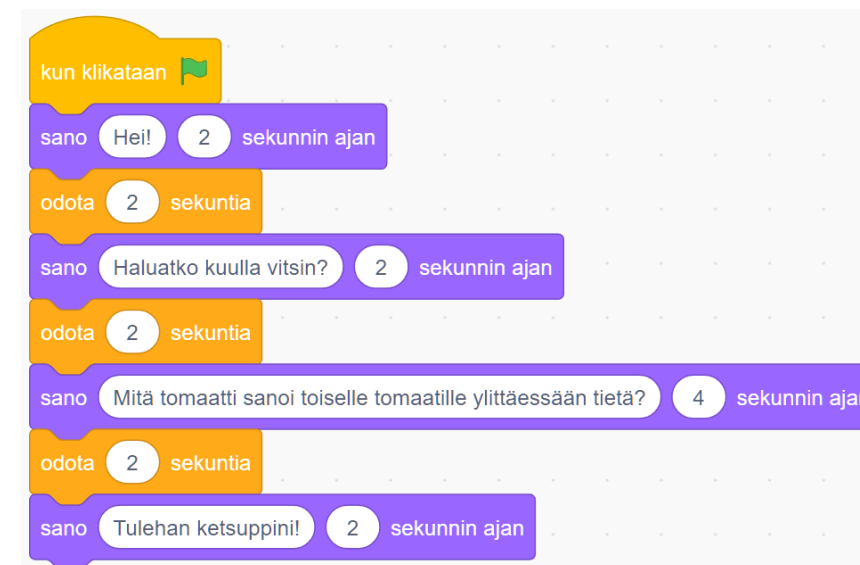 kun klikataan
sano Hei! 2 sekunnin ajan
odota 2 sekuntia
sano Haluatko kuulla vitsin? 2 sekunnin ajan
odota 2 sekuntia
sano Mitä tomaatti sanoi toiselle tomaatille ylittäessään tietä? 4 sekunnin aja
odota 2 sekuntia
sano Tulehan ketsuppini! 2 sekunnin ajan